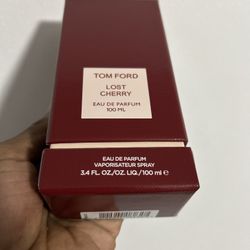 TOM FORD
LOST
CHERRY
EAU DE PARFUM
100 ML
EAU DE PARFUM
VAPORISATEUR SPRAY
3.4 FL. OZ./OZ. LIQ./100 ml ℮